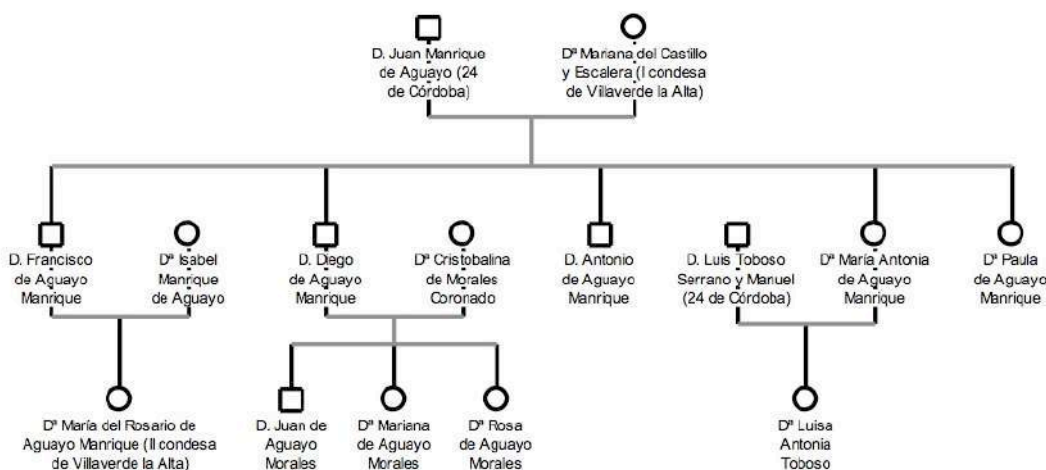 D. Juan Manrique
de Aguayo (24
de Córdoba)
Dª Mariana del Castillo
y Escalera (I condesa
de Villaverde la Alta)
D. Francisco
de Aguayo
Manrique
Dª Isabel
Manrique
de Aguayo
D. Diego
de Aguayo
Manrique
Dª Cristobalina
de Morales
Coronado
D. Antonio
de Aguayo
Manrique
D. Luis Toboso
Serrano y Manuel
(24 de Córdoba)
Dª María Antonia
de Aguayo
Manrique
Dª Paula
de Aguayo
Manrique
Dª María del Rosario de
Aguayo Manrique (II condesa
de Villaverde la Alta)
D. Juan de
Aguayo
Morales
Dª Mariana
de Aguayo
Morales
Dª Rosa
de Aguayo
Morales
Dª Luisa
Antonia
Toboso